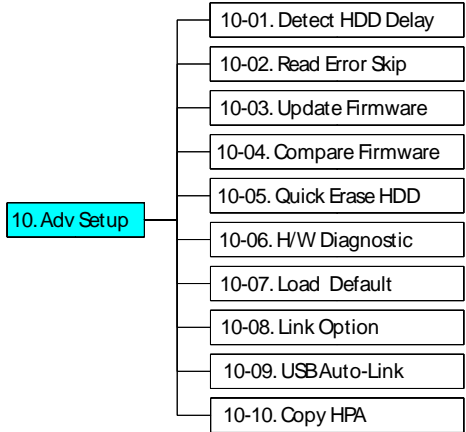 10-01. Detect HDD Delay
10-02. Read Error Skip
10-03. Update Firmware
10-04. Compare Firmware
10-05. Quick Erase HDD
10. Adv Setup
10-06. H/W Diagnostic
10-07. Load Default
10-08. Link Option
10-09. USB Auto-Link
10-10. Copy HPA